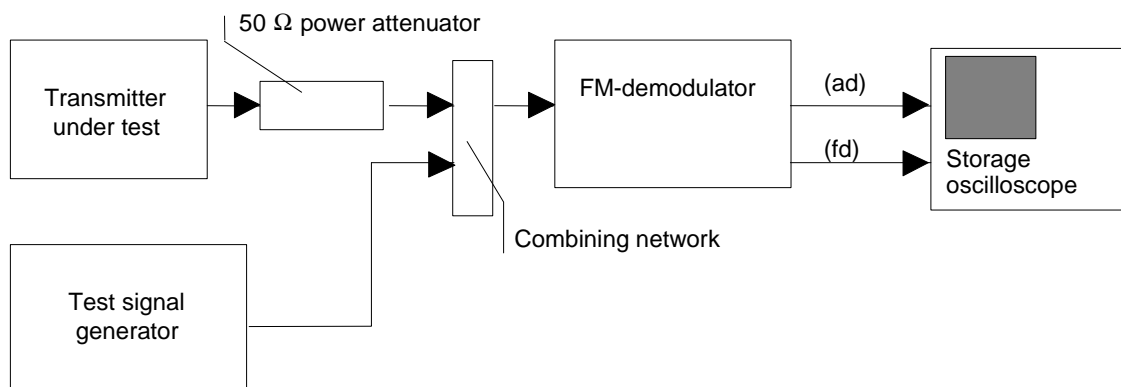 50 Ω power attenuator
Transmitter
under test
FM-demodulator
(ad)
(fd)
Storage
oscilloscope
Combining network
Test signal
generator